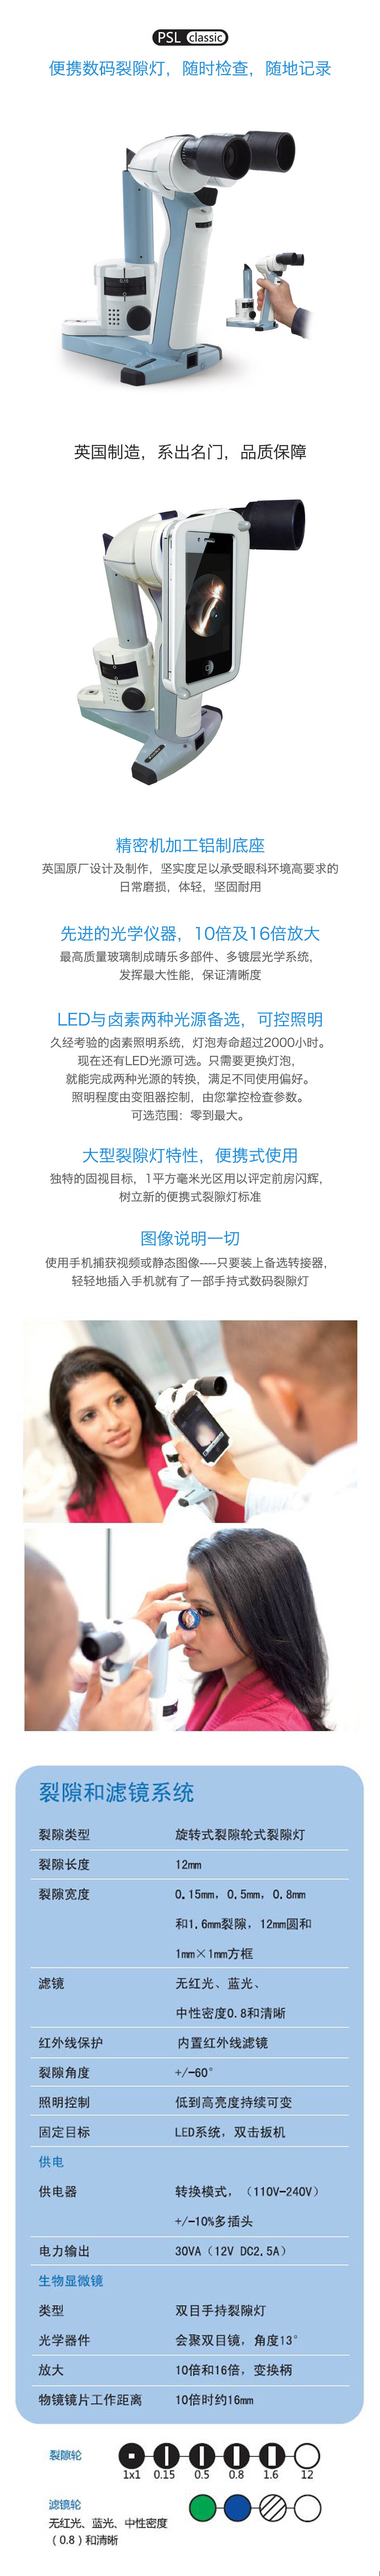 PSL classic
便携数码裂隙灯，随时检查，随地记录
英国制造，系出名门，品质保障
精密机加工铝制底座
英国原厂设计及制作，坚实度足以承受眼科环境高要求的
日常磨损，体轻，坚固耐用
先进的光学仪器，10倍及16倍放大
最高质量玻璃制成睛乐多部件、多镀层光学系统，
发挥最大性能，保证清晰度
LED与卤素两种光源备选，可控照明
久经考验的卤素照明系统，灯泡寿命超过2000小时。
现在还有LED光源可选。只需要更换灯泡，
就能完成两种光源的转换，满足不同使用偏好。
照明程度由变阻器控制，由您掌控检查参数。
可选范围：零到最大。
大型裂隙灯特性，便携式使用
独特的固视目标，1平方毫米光区用以评定前房闪辉，
树立新的便携式裂隙灯标准
图像说明一切
使用手机捕获视频或静态图像----只要装上备选转接器，
轻轻地插入手机就有了一部手持式数码裂隙灯
裂隙和滤镜系统
裂隙类型 旋转式裂隙轮式裂隙灯
裂隙长度 12mm
裂隙宽度 0.15mm，0.5mm，0.8mm
和1.6mm裂隙，12mm圆和
1mm×1mm方框
滤镜 无红光、蓝光、
中性密度0.8和清晰
红外线保护 内置红外线滤镜
裂隙角度 +/-60°
照明控制 低到高亮度持续可变
固定目标 LED系统，双击扳机
供电
供电器 转换模式，（110V-240V）
+/-10%多插头
电力输出 30VA（12V DC2.5A）
生物显微镜
类型 双目手持裂隙灯
光学器件 会聚双目镜，角度13°
放大 10倍和16倍，变换柄
物镜镜片工作距离 10倍时约16mm
裂隙轮
1x1 0.15 0.5 0.8 1.6 12
滤镜轮
无红光、蓝光、中性密度
（0.8）和清晰